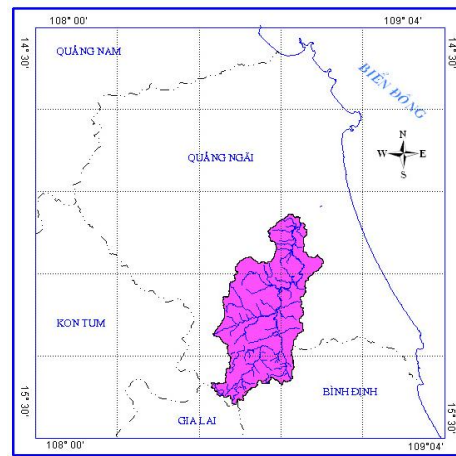 108° 00'
109° 04'
14° 30'
14° 30'
QUẢNG NAM
BIỂN ĐÔNG
N
W E
S
QUẢNG NGÃI
KON TUM
BÌNH ĐỊNH
GIA LAI
15° 30'
15° 30'
108° 00'
109° 04'